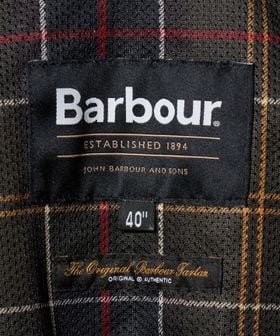 Barbour®
ESTABLISHED 1894
JOHN BARBOUR AND SONS
40"
The Original Barbour Tartan
ORIGINAL & AUTHENTIC